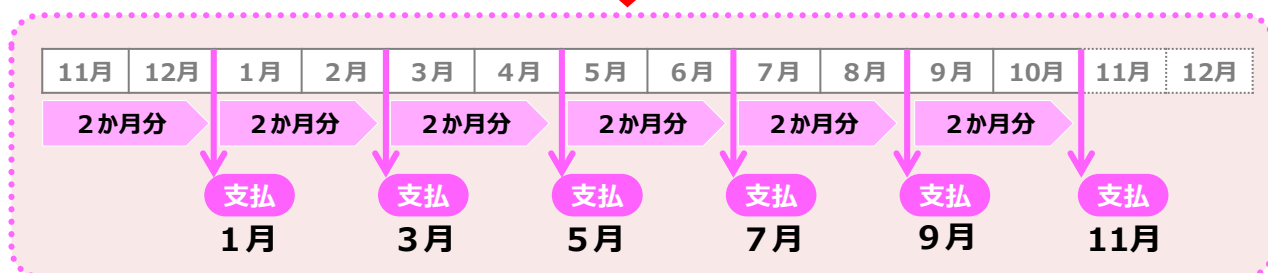 11月 12月 1月 2月 3月 4月 5月 6月 7月 8月 9月 10月 11月 12月
2か月分 2か月分 2か月分 2か月分 2か月分 2か月分
支払 支払 支払 支払 支払 支払
1月 3月 5月 7月 9月 11月